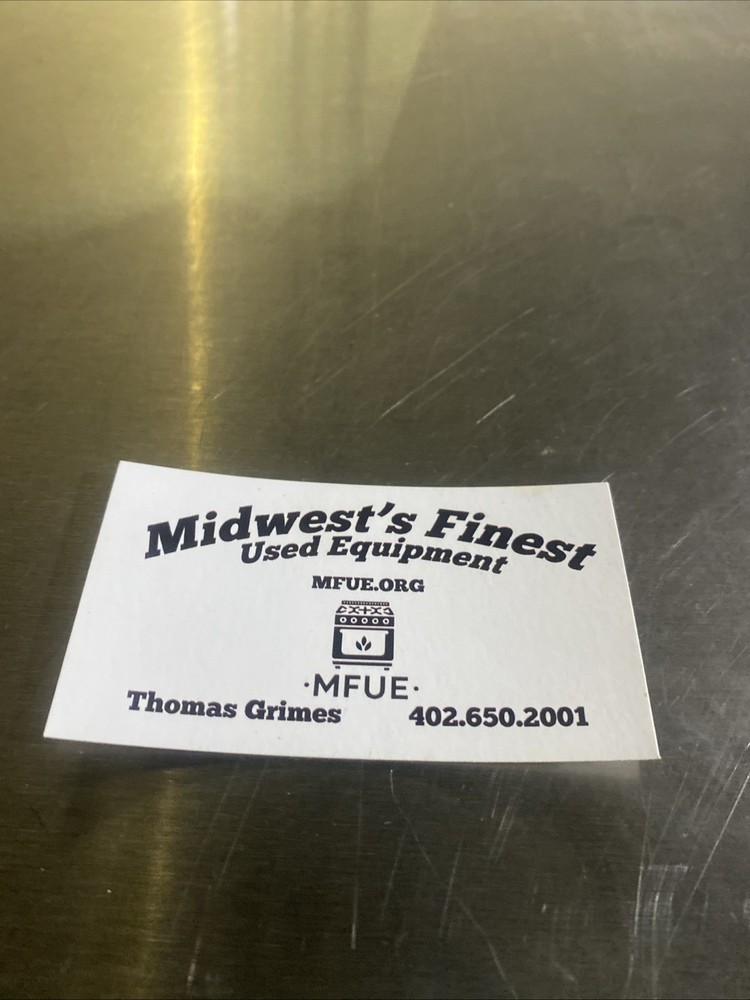 Midwest's Finest
Used Equipment
MFUE.ORG
·MFUE·
Thomas Grimes 402.650.2001